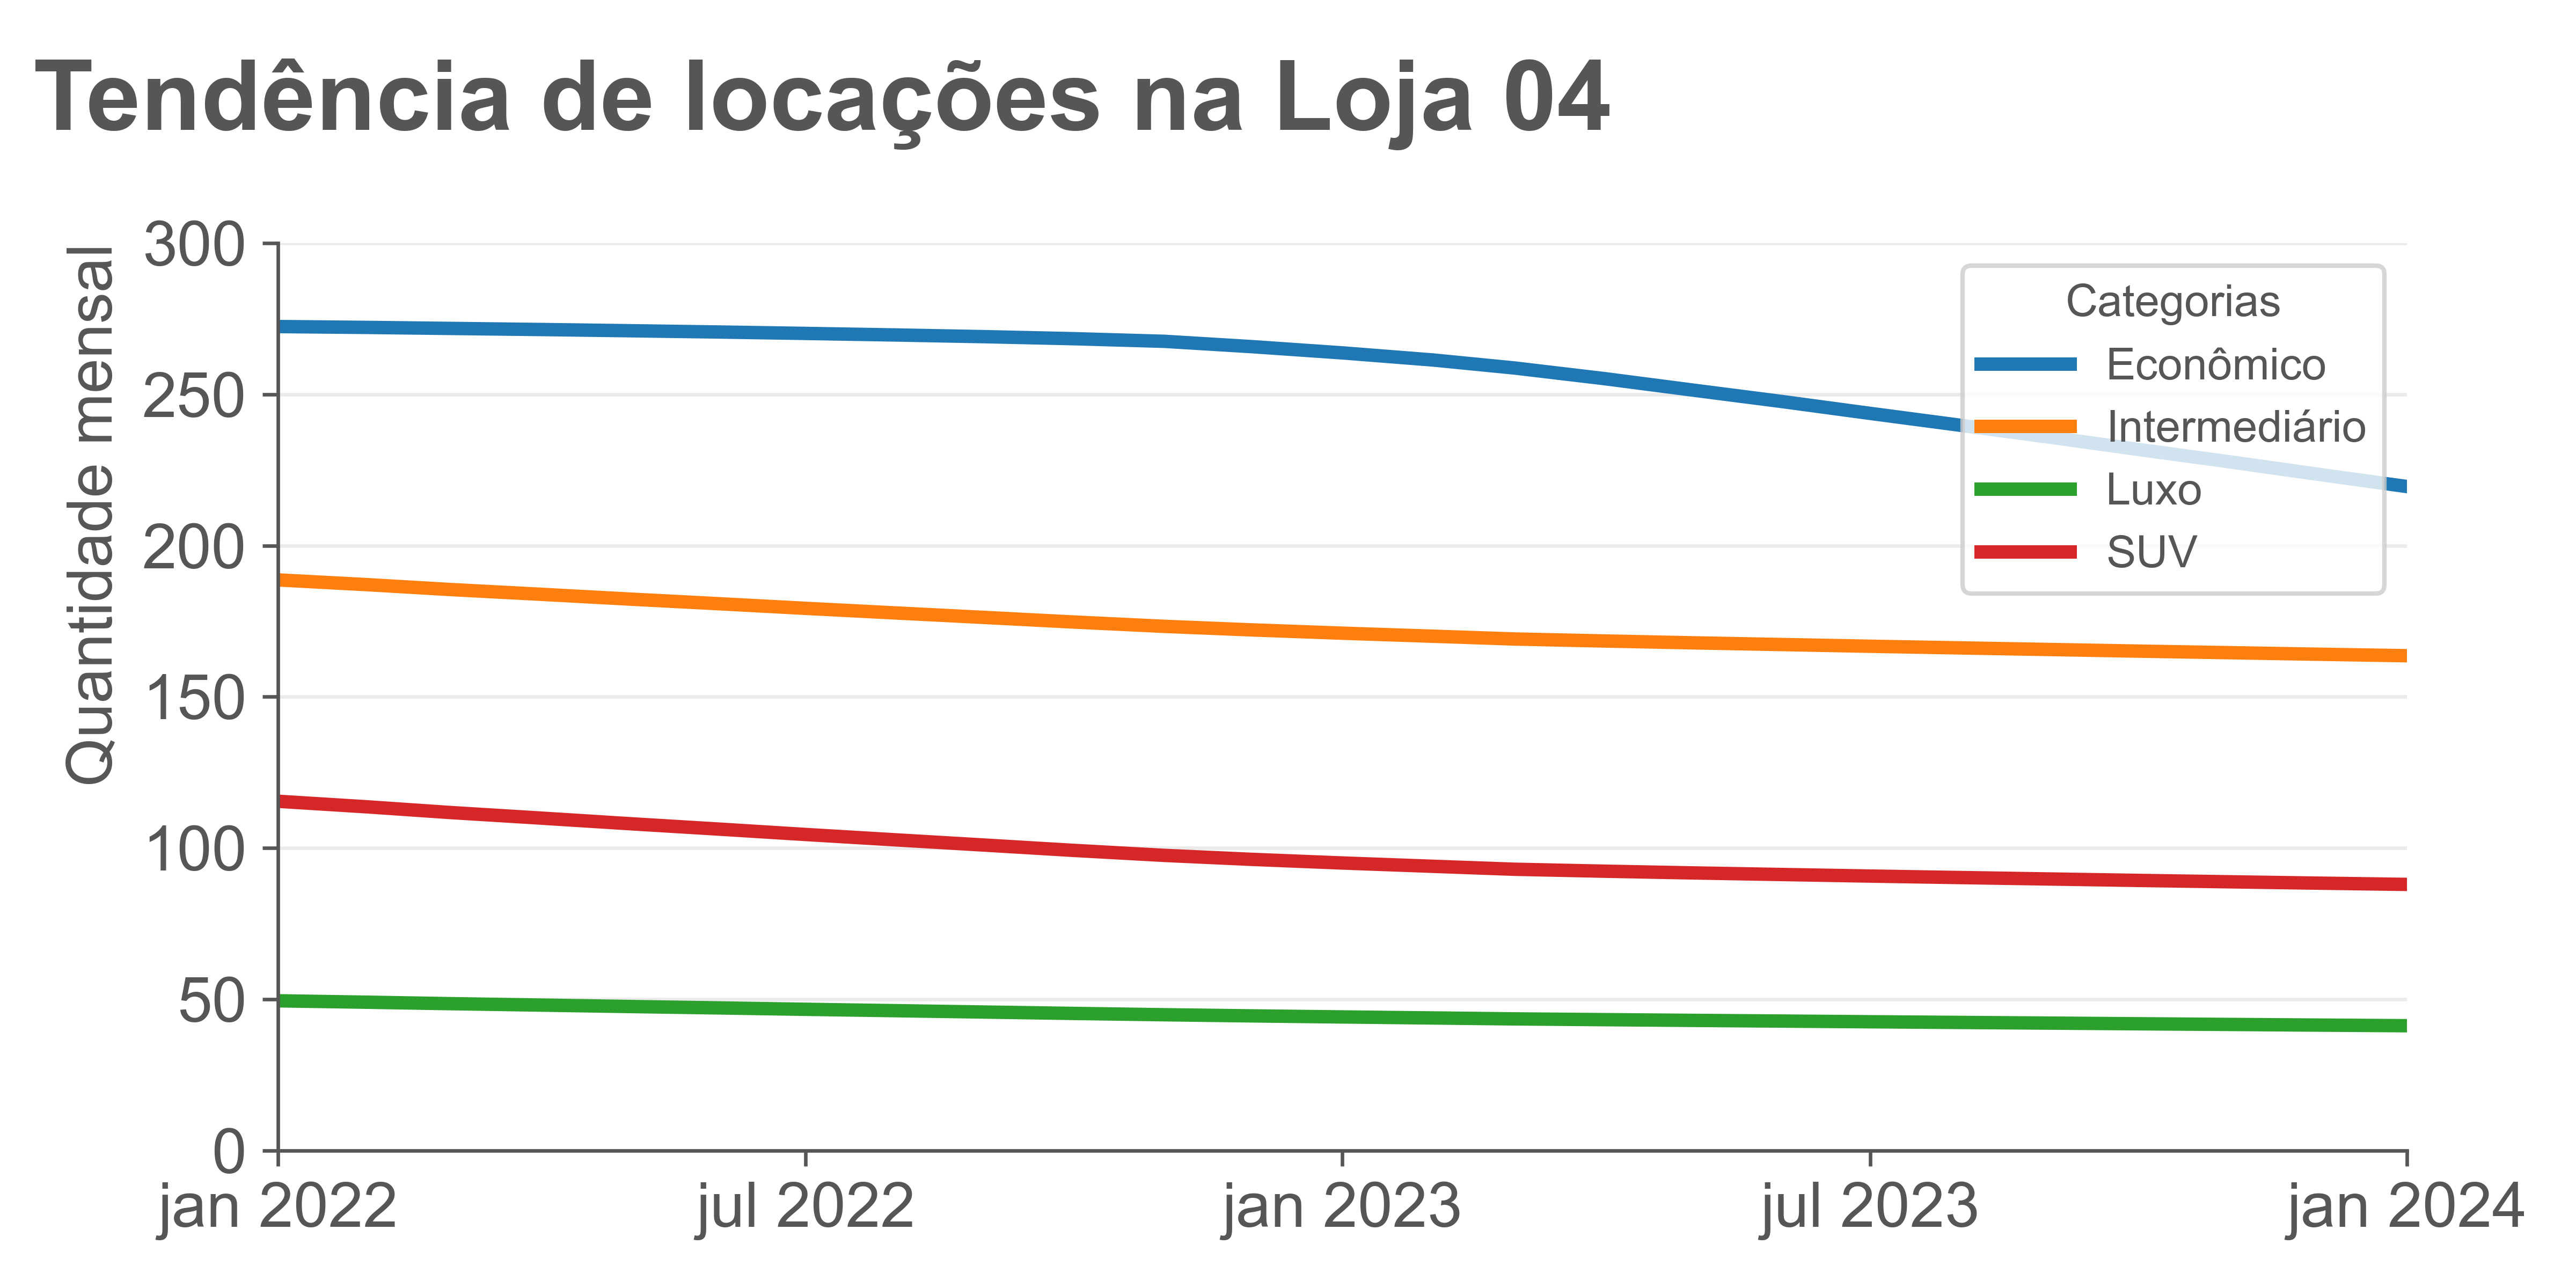 Tendência de locações na Loja 04
Quantidade mensal
300
250
200
150
100
50
0
Categorias
Econômico
Intermediário
Luxo
SUV
jan 2022
jul 2022
jan 2023
jul 2023
jan 2024